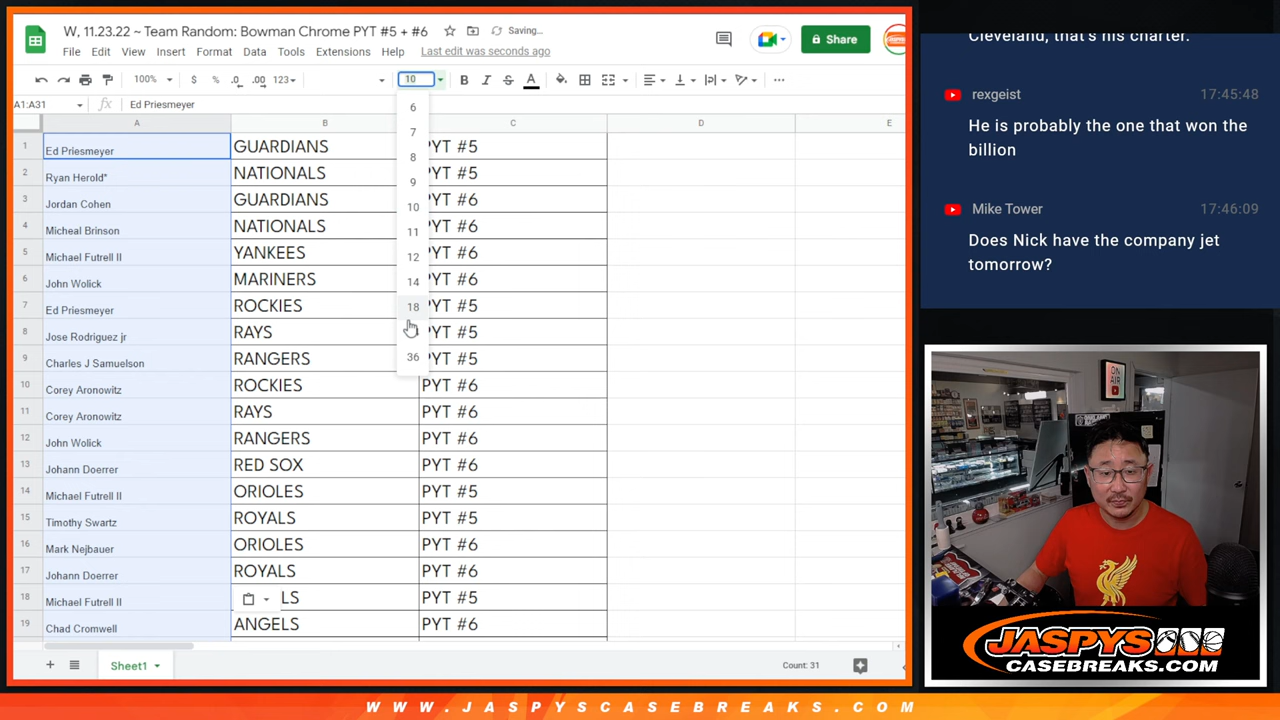 W, 11.23.22 ~ Team Random: Bowman Chrome PYT #5 + #6
Saving...
Share
File Edit View Insert Format Data Tools Extensions Help Last edit was seconds ago
100% $ % .0 .00 123 10 B I S A
A1:A31 fx Ed Priesmeyer
A B C D E
1 Ed Priesmeyer GUARDIANS PYT #5
2 Ryan Herold* NATIONALS PYT #5
3 Jordan Cohen GUARDIANS PYT #6
4 Micheal Brinson NATIONALS PYT #6
5 Michael Futrell II YANKEES PYT #6
6 John Wolick MARINERS PYT #6
7 Ed Priesmeyer ROCKIES PYT #5
8 Jose Rodriguez jr RAYS PYT #5
9 Charles J Samuelson RANGERS PYT #5
10 Corey Aronowitz ROCKIES PYT #6
11 Corey Aronowitz RAYS PYT #6
12 John Wolick RANGERS PYT #6
13 Johann Doerrer RED SOX PYT #6
14 Michael Futrell II ORIOLES PYT #5
15 Timothy Swartz ROYALS PYT #5
16 Mark Nejbauer ORIOLES PYT #6
17 Johann Doerrer ROYALS PYT #6
18 Michael Futrell II LS PYT #5
19 Chad Cromwell ANGELS PYT #6
6
7
8
9
10
11
12
14
18
36
Sheet1
Count: 31
Cleveland, that's his charter.
rexgeist 17:45:48
He is probably the one that won the
billion
Mike Tower 17:46:09
Does Nick have the company jet
tomorrow?
ON
AIR
JASPYS
CASEBREAKS.COM
WWW.JASPYSCASEBREAKS.COM